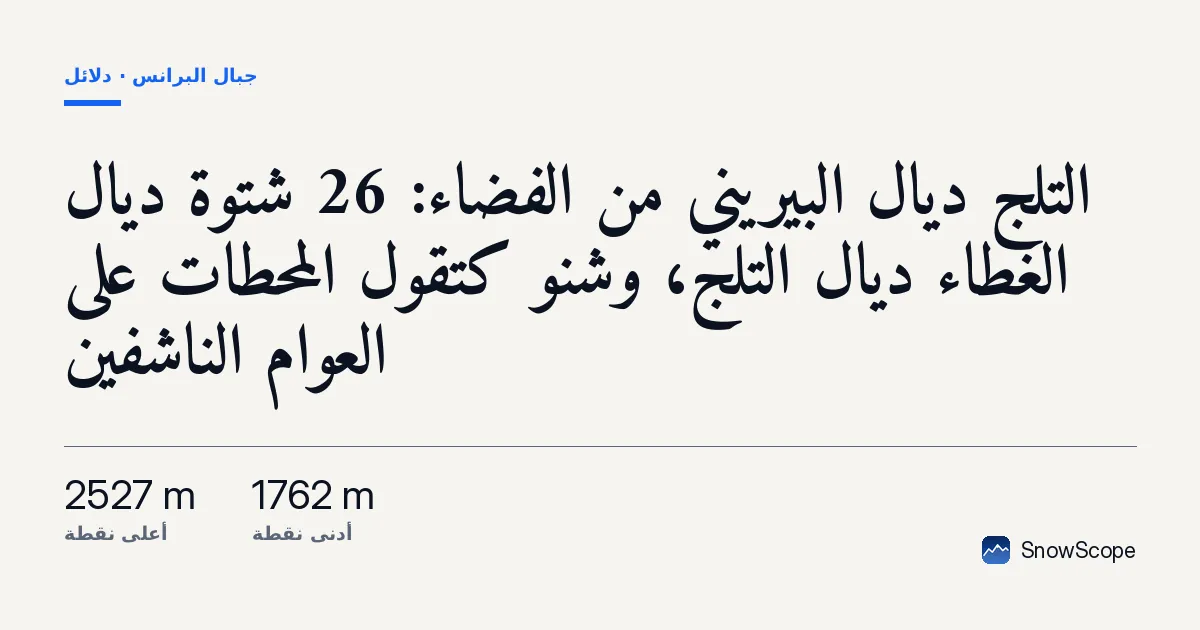 جبال البرانس · دلائل
التلج ديال البيريني من الفضاء: 26 شتوة ديال
الغطاء ديال التلج، وشنو كتقول المحطات على
العوام الناشفين
2527 m
أعلى نقطة
1762 m
أدنى نقطة
SnowScope